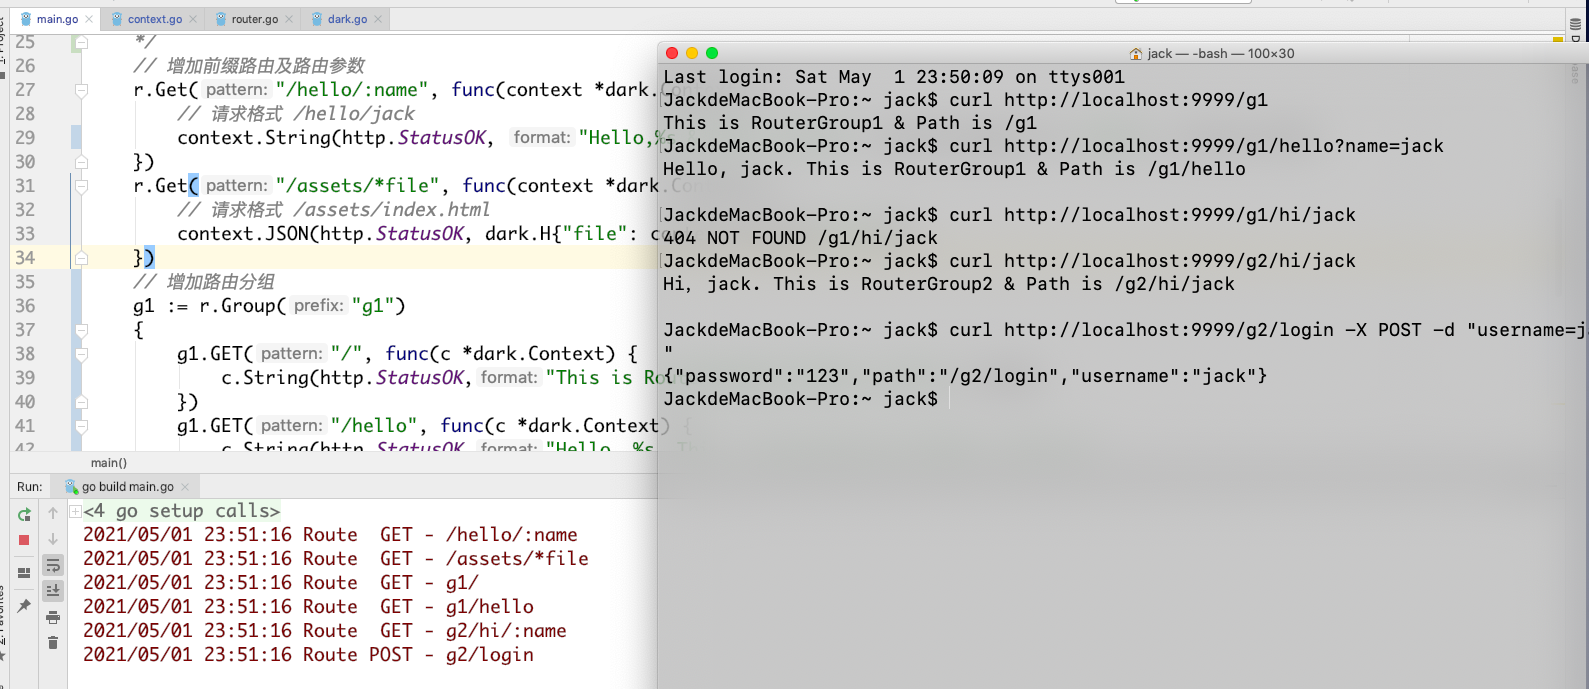 main.go
context.go
router.go
dark.go
25 */
26 // 增加前缀路由及路由参数
27 r.Get( pattern: "/hello/:name", func(context *dark.Con
28 // 请求格式 /hello/jack
29 context.String(http.StatusOK, format: "Hello,%s
30 })
31 r.Get( pattern: "/assets/*file", func(context *dark.Con
32 // 请求格式 /assets/index.html
33 context.JSON(http.StatusOK, dark.H{"file": con
34 })
35 // 增加路由分组
36 g1 := r.Group( prefix: "g1")
37 {
38 g1.GET( pattern: "/", func(c *dark.Context) {
39 c.String(http.StatusOK, format: "This is Rou
40 })
41 g1.GET( pattern: "/hello", func(c *dark.Context) {
42 c.String(http.StatusOK, format: "Hello, %s. Th
main()
Run: go build main.go
<4 go setup calls>
2021/05/01 23:51:16 Route  GET - /hello/:name
2021/05/01 23:51:16 Route  GET - /assets/*file
2021/05/01 23:51:16 Route  GET - g1/
2021/05/01 23:51:16 Route  GET - g1/hello
2021/05/01 23:51:16 Route  GET - g2/hi/:name
2021/05/01 23:51:16 Route POST - g2/login
jack — -bash — 100×30
Last login: Sat May  1 23:50:09 on ttys001
JackdeMacBook-Pro:~ jack$ curl http://localhost:9999/g1
This is RouterGroup1 & Path is /g1
JackdeMacBook-Pro:~ jack$ curl http://localhost:9999/g1/hello?name=jack
Hello, jack. This is RouterGroup1 & Path is /g1/hello
JackdeMacBook-Pro:~ jack$ curl http://localhost:9999/g1/hi/jack
404 NOT FOUND /g1/hi/jack
JackdeMacBook-Pro:~ jack$ curl http://localhost:9999/g2/hi/jack
Hi, jack. This is RouterGroup2 & Path is /g2/hi/jack
JackdeMacBook-Pro:~ jack$ curl http://localhost:9999/g2/login -X POST -d "username=j
"
{"password":"123","path":"/g2/login","username":"jack"}
JackdeMacBook-Pro:~ jack$